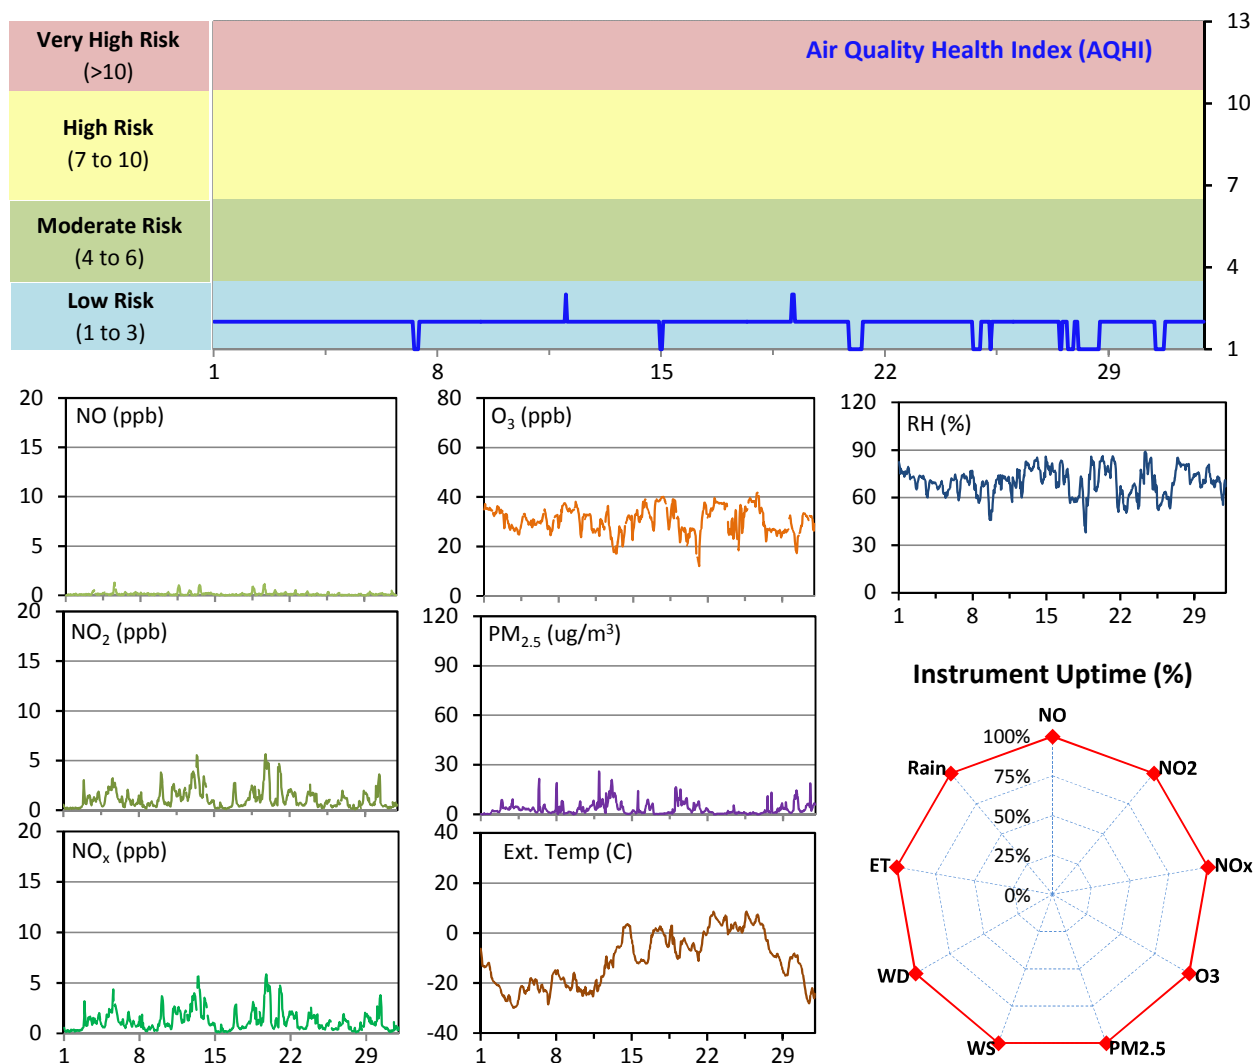 Very High Risk
(>10)
High Risk
(7 to 10)
Moderate Risk
(4 to 6)
Low Risk
(1 to 3)
Air Quality Health Index (AQHI)
13
10
7
4
1
1 8 15 22 29
NO (ppb)
20
15
10
5
0
O3 (ppb)
80
60
40
20
0
RH (%)
120
90
60
30
0
1 8 15 22 29
NO2 (ppb)
20
15
10
5
0
PM2.5 (ug/m³)
120
90
60
30
0
NOx (ppb)
20
15
10
5
0
1 8 15 22 29
Ext. Temp (C)
40
20
0
-20
-40
1 8 15 22 29
Instrument Uptime (%)
NO
NO2
NOx
O3
PM2.5
WS
WD
ET
Rain
100%
75%
50%
25%
0%